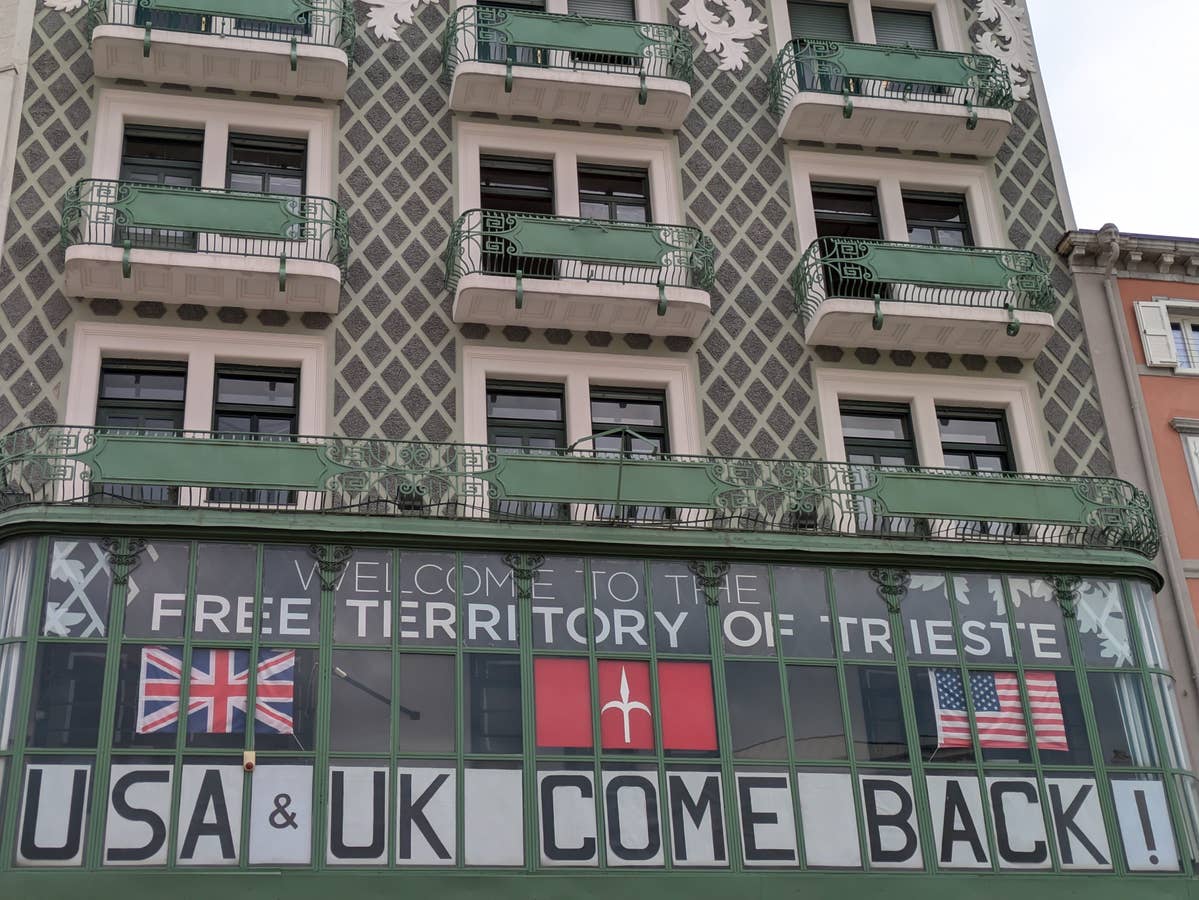 WELCOME TO THE
FREE TERRITORY OF TRIESTE
USA & UK COME BACK!